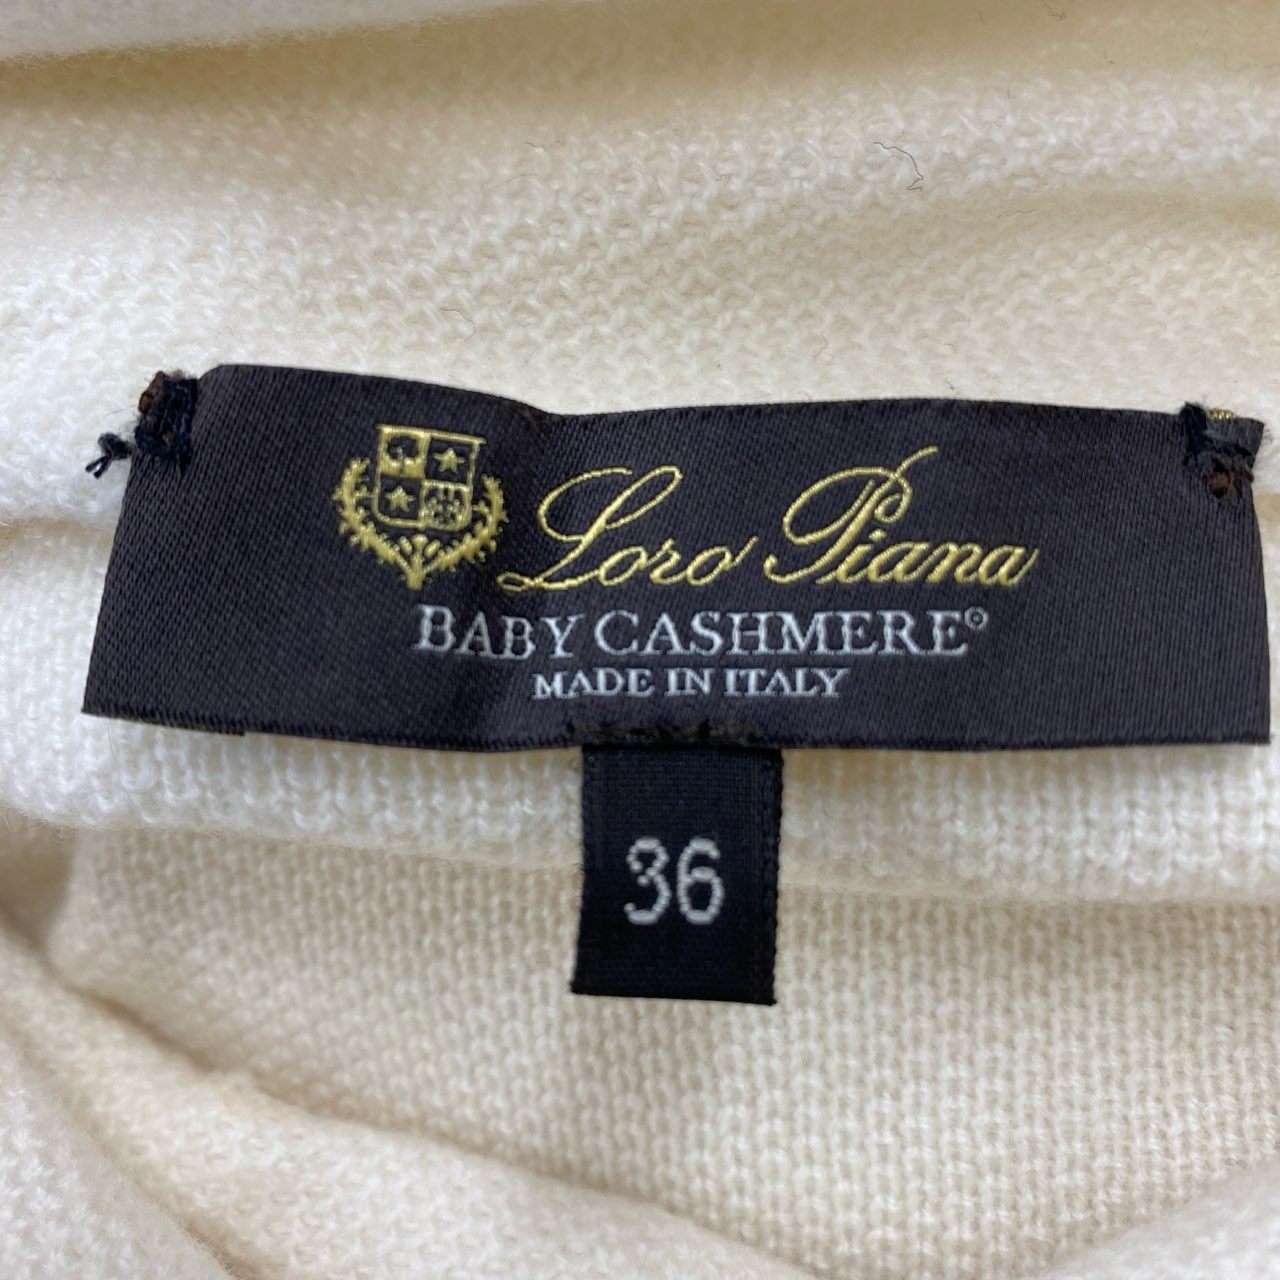 Loro Piana
BABY CASHMERE®
MADE IN ITALY
36